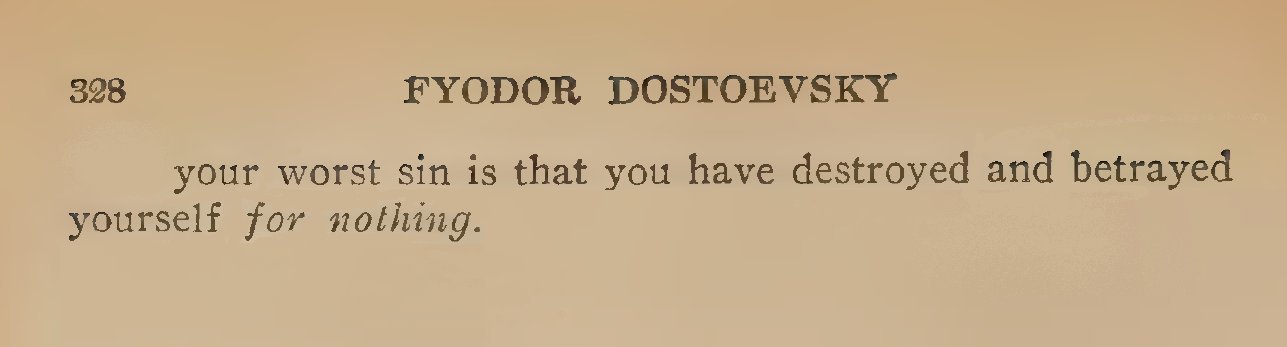 328 FYODOR DOSTOEVSKY
your worst sin is that you have destroyed and betrayed
yourself for nothing.